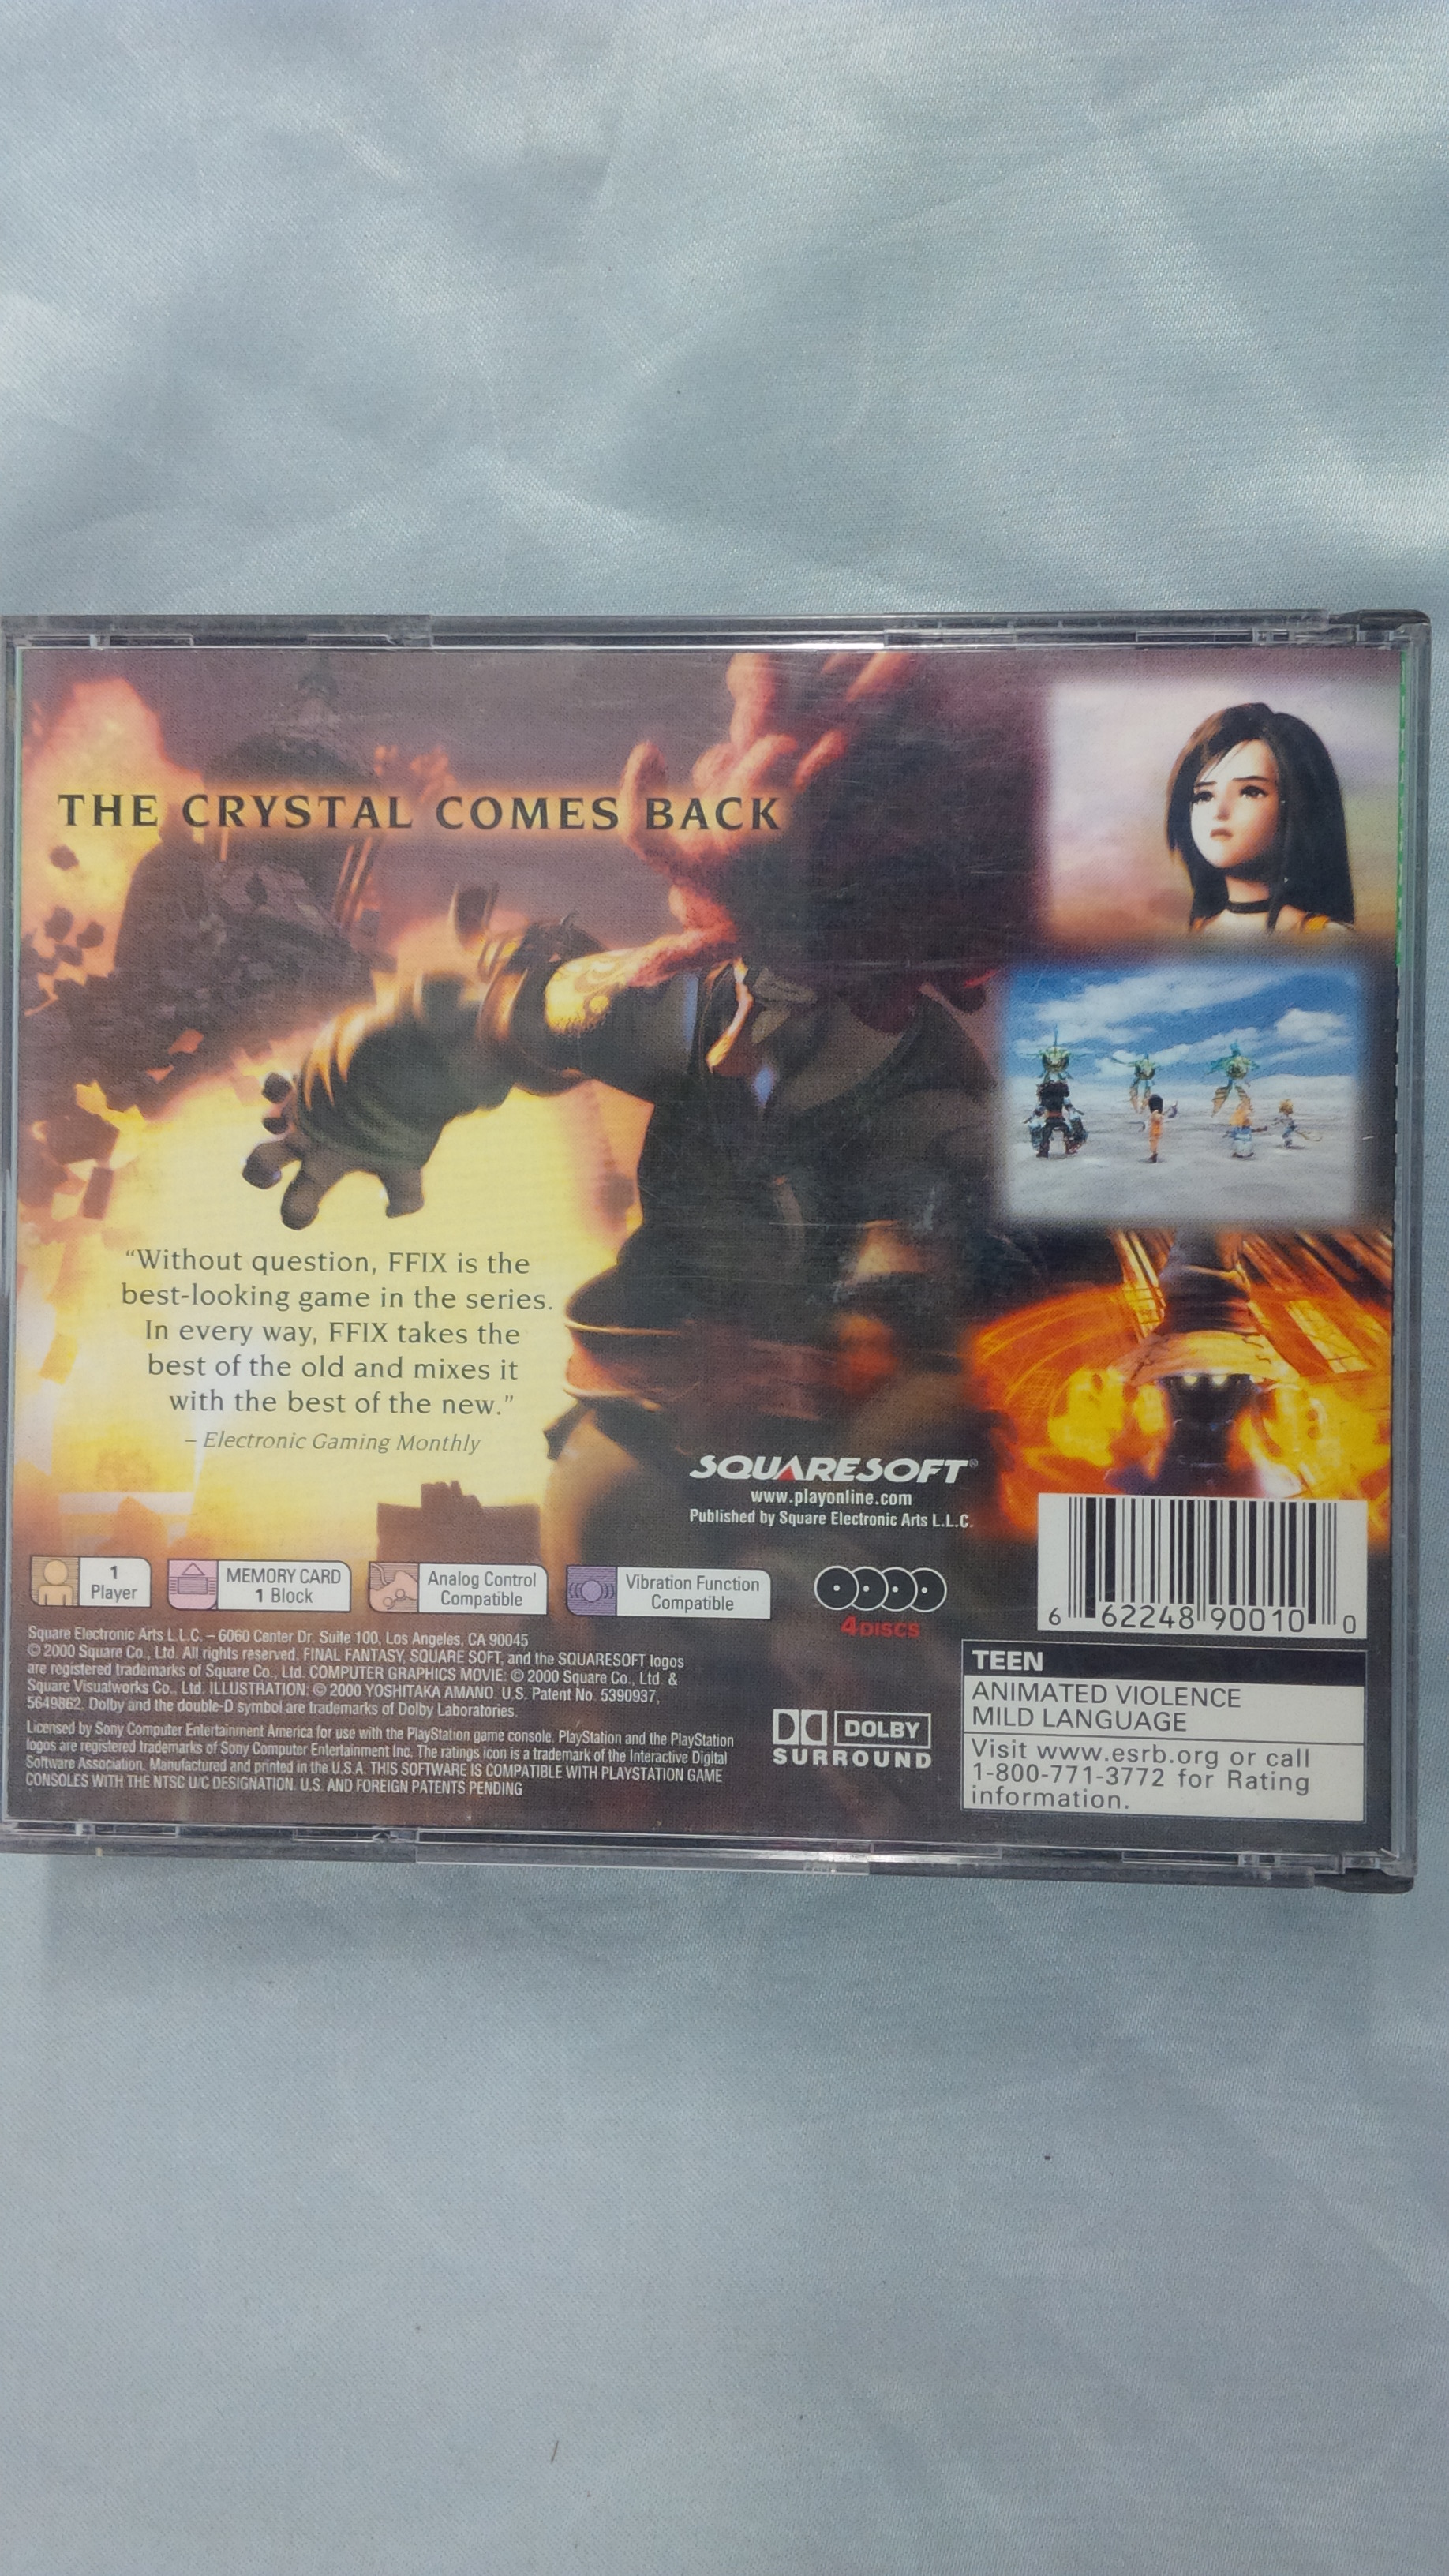 THE CRYSTAL COMES BACK
“Without question, FFIX is the
best-looking game in the series.
In every way, FFIX takes the
best of the old and mixes it
with the best of the new.”
– Electronic Gaming Monthly
SQUARESOFT®
www.playonline.com
Published by Square Electronic Arts L.L.C.
1
Player
MEMORY CARD
1 Block
Analog Control
Compatible
Vibration Function
Compatible
4 DISCS
6 62248 90010 0
Square Electronic Arts L.L.C. – 6060 Center Dr. Suite 100, Los Angeles, CA 90045
© 2000 Square Co., Ltd. All rights reserved. FINAL FANTASY, SQUARE SOFT, and the SQUARESOFT logos
are registered trademarks of Square Co., Ltd. COMPUTER GRAPHICS MOVIE: © 2000 Square Co., Ltd. &
Square Visualworks Co., Ltd. ILLUSTRATION: © 2000 YOSHITAKA AMANO. U.S. Patent No. 5390937,
5649862. Dolby and the double-D symbol are trademarks of Dolby Laboratories.
Licensed by Sony Computer Entertainment America for use with the PlayStation game console. PlayStation and the PlayStation
logos are registered trademarks of Sony Computer Entertainment Inc. The ratings icon is a trademark of the Interactive Digital
Software Association. Manufactured and printed in the U.S.A. THIS SOFTWARE IS COMPATIBLE WITH PLAYSTATION GAME
CONSOLES WITH THE NTSC U/C DESIGNATION. U.S. AND FOREIGN PATENTS PENDING
DOLBY
SURROUND
TEEN
ANIMATED VIOLENCE
MILD LANGUAGE
Visit www.esrb.org or call
1-800-771-3772 for Rating
information.